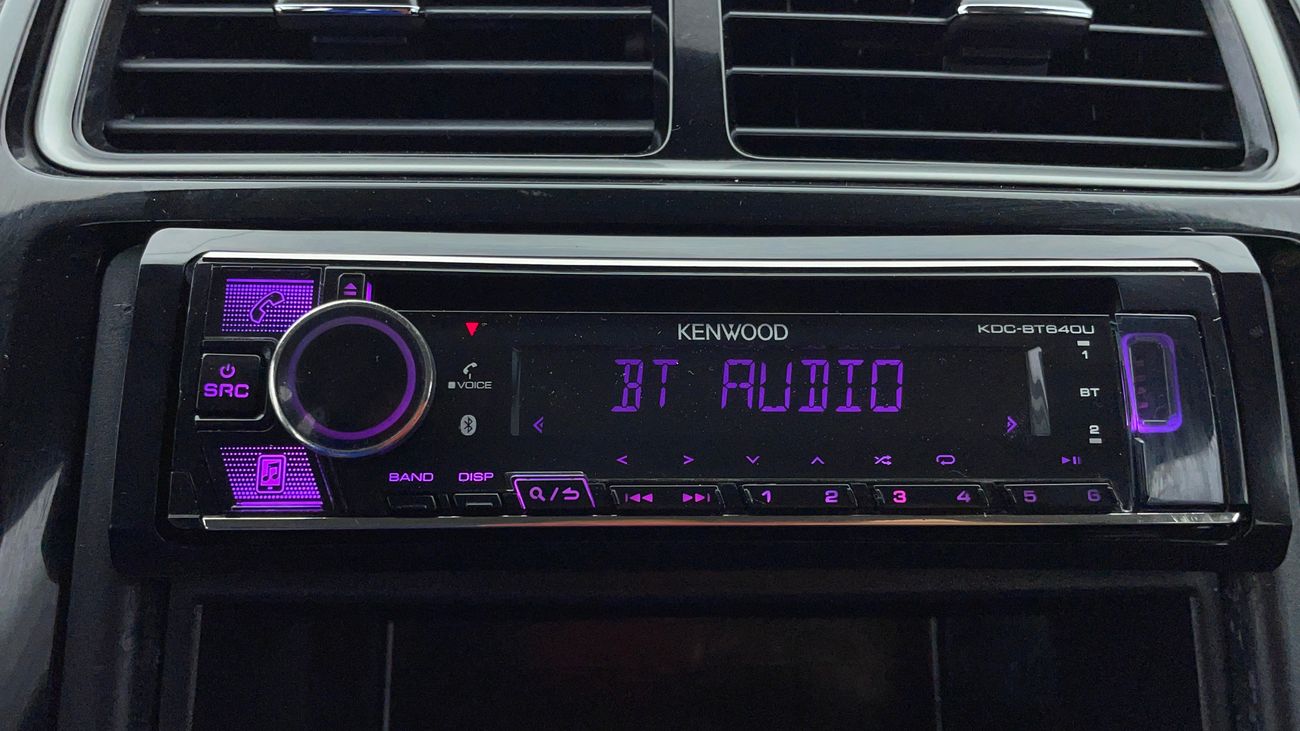 KENWOOD
KDC-BT640U
SRC
VOICE
BT AUDIO
1
BT
2
BAND DISP
1 2 3 4 5 6